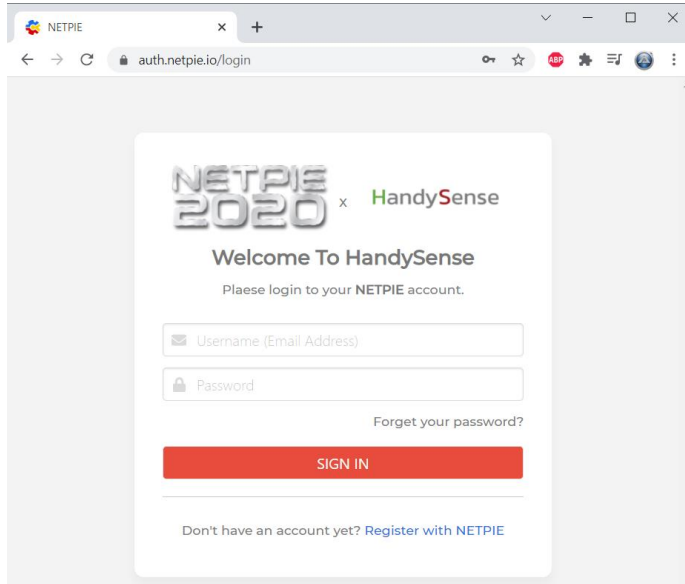 NETPIE
auth.netpie.io/login
ABP
NETPIE
2020 x HandySense
Welcome To HandySense
Plaese login to your NETPIE account.
Username (Email Address)
Password
Forget your password?
SIGN IN
Don't have an account yet? Register with NETPIE